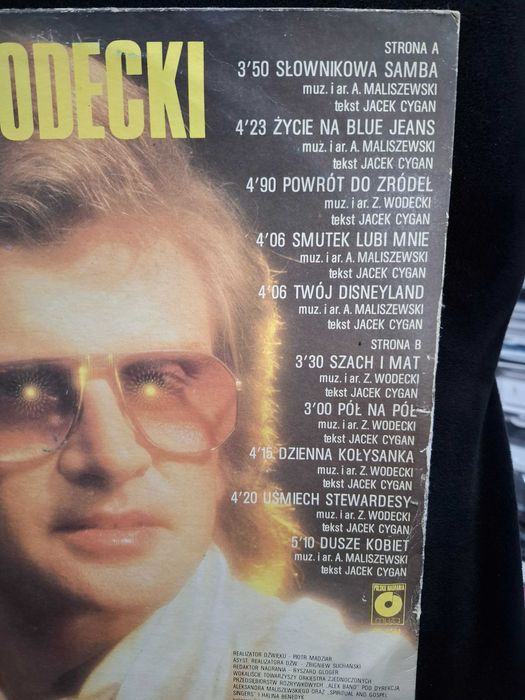 ODECKI
STRONA A
3'50 SŁOWNIKOWA SAMBA
muz. i ar. A. MALISZEWSKI
tekst JACEK CYGAN
4'23 ŻYCIE NA BLUE JEANS
muż. i ar. A. MALISZEWSKI
tekst JACEK CYGAN
4'90 POWRÓT DO ZRÓDEŁ
muz. i ar. Z. WODECKI
tekst JACEK CYGAN
4'06 SMUTEK LUBI MNIE
muz. i ar. A. MALISZEWSKI
tekst JACEK CYGAN
4'06 TWÓJ DISNEYLAND
muz. i ar. A. MALISZEWSKI
tekst JACEK CYGAN
STRONA B
3'30 SZACH I MAT
muz. i ar. Z. WODECKI
tekst JACEK CYGAN
3'00 PÓŁ NA PÓŁ
muz. i ar. Z. WODECKI
tekst JACEK CYGAN
4'15 DZIENNA KOŁYSANKA
muz. i ar. Z. WODECKI
tekst JACEK CYGAN
4'20 UŚMIECH STEWARDESY
muz. i ar. Z. WODECKI
tekst JACEK CYGAN
5'10 DUSZE KOBIET
muz. i ar. A. MALISZEWSKI
tekst JACEK CYGAN
POLSKIE NAGRANIA
muza
REALIZATOR DŹWIĘKU - PIOTR MADZIAR
ASYST. REALIZATORA DŹW. - ZBIGNIEW SUCHAŃSKI
REDAKTOR NAGRANIA - RYSZARD GLOGER
WOKALIŚCIE TOWARZYSZY ORKIESTRA ZJEDNOCZONYCH
PRZEDSIĘBIORSTW ROZRYWKOWYCH "ALEX BAND" POD DYREKCJĄ
ALEKSANDRA MALISZEWSKIEGO ORAZ "SPIRITUAL AND GOSPEL
SINGERS" I HALINA BENEDYK